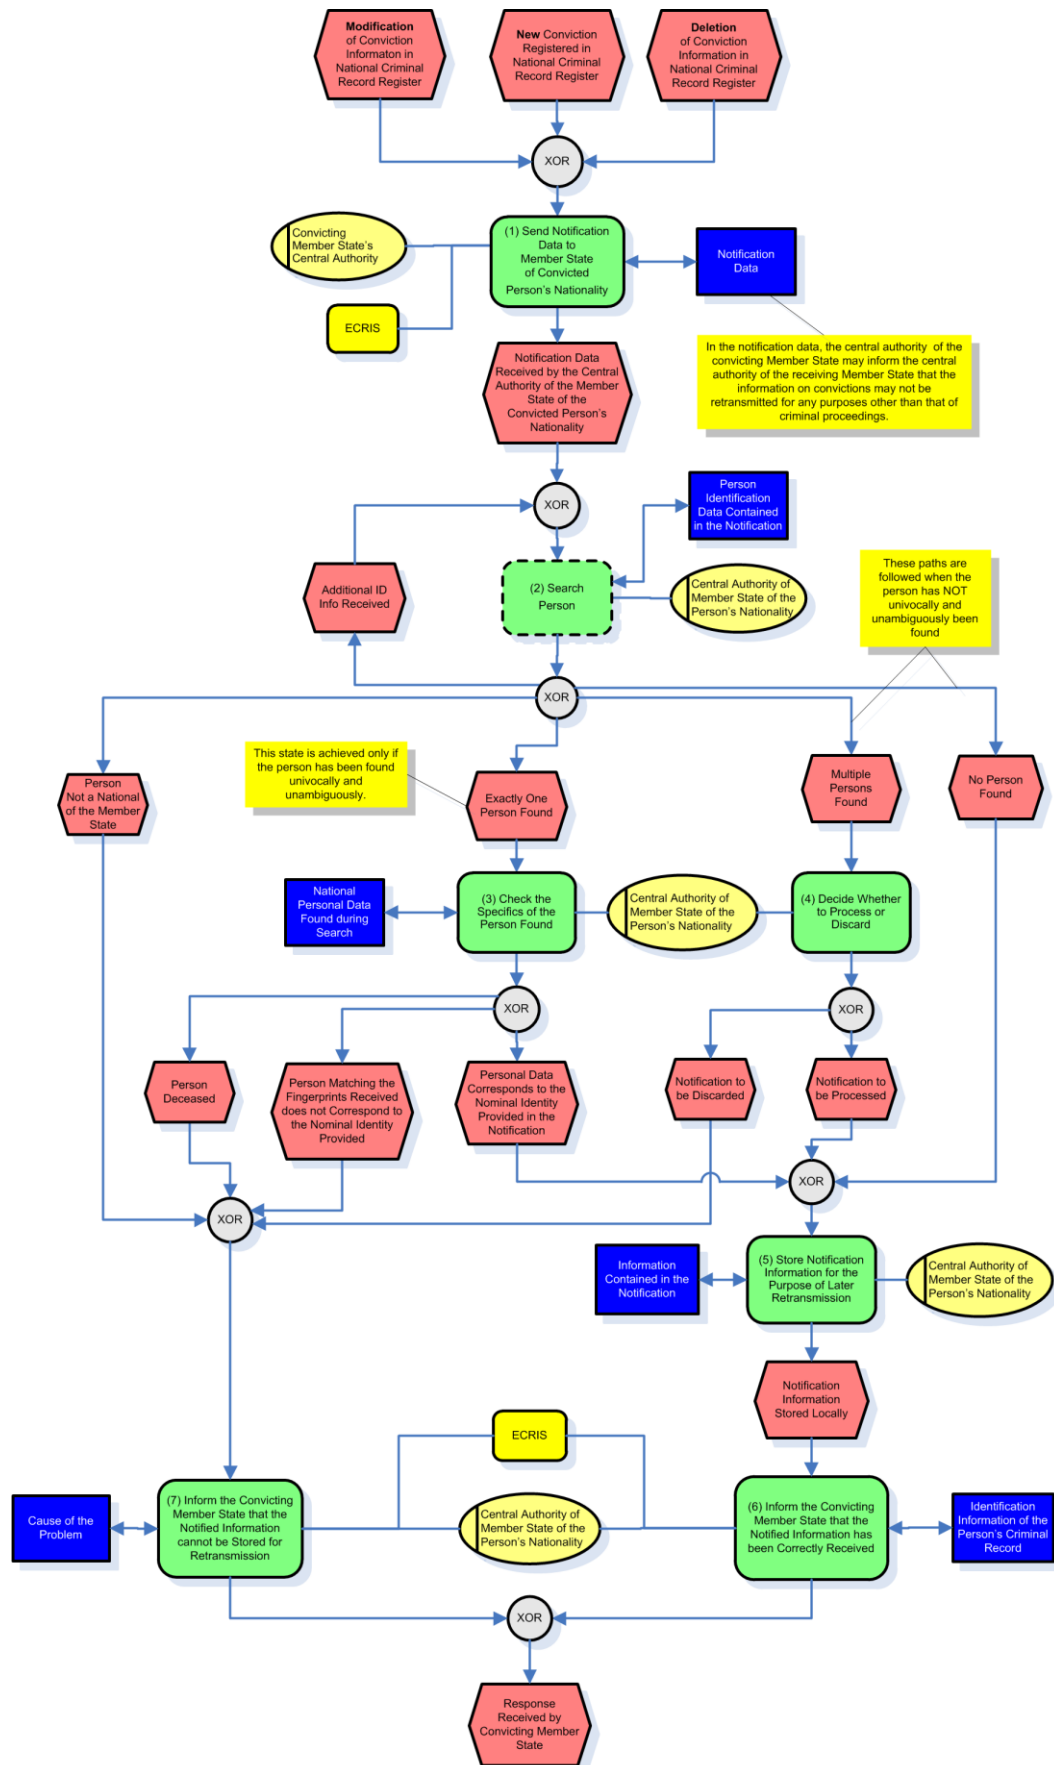 Modification
of Conviction
Informaton in
National Criminal
Record Register
New Conviction
Registered in
National Criminal
Record Register
Deletion
of Conviction
Information in
National Criminal
Record Register
XOR
Convicting
Member State's
Central Authority
(1) Send Notification
Data to
Member State
of Convicted
Person's Nationality
Notification
Data
ECRIS
In the notification data, the central authority of the
convicting Member State may inform the central
authority of the receiving Member State that the
information on convictions may not be
retransmitted for any purposes other than that of
criminal proceedings.
Notification Data
Received by the Central
Authority of the Member
State of the
Convicted Person's
Nationality
XOR
Person
Identification
Data Contained
in the Notification
Additional ID
Info Received
(2) Search
Person
Central Authority of
Member State of the
Person's Nationality
These paths are
followed when the
person has NOT
univocally and
unambiguously been
found
XOR
This state is achieved only if
the person has been found
univocally and
unambiguously.
Person
Not a National
of the Member
State
Exactly One
Person Found
Multiple
Persons
Found
No Person
Found
National
Personal Data
Found during
Search
(3) Check the
Specifics of the
Person Found
Central Authority of
Member State of the
Person's Nationality
(4) Decide Whether
to Process or
Discard
XOR
XOR
Person
Deceased
Person Matching the
Fingerprints Received
does not Correspond to
the Nominal Identity
Provided
Personal Data
Corresponds to the
Nominal Identity
Provided in the
Notification
Notification to
be Discarded
Notification to
be Processed
XOR
XOR
Information
Contained in the
Notification
(5) Store Notification
Information for the
Purpose of Later
Retransmission
Central Authority of
Member State of the
Person's Nationality
Notification
Information
Stored Locally
ECRIS
Cause of the
Problem
(7) Inform the Convicting
Member State that the
Notified Information
cannot be Stored for
Retransmission
Central Authority of
Member State of the
Person's Nationality
(6) Inform the Convicting
Member State that the
Notified Information has
been Correctly Received
Identification
Information of the
Person's Criminal
Record
XOR
Response
Received by
Convicting Member
State